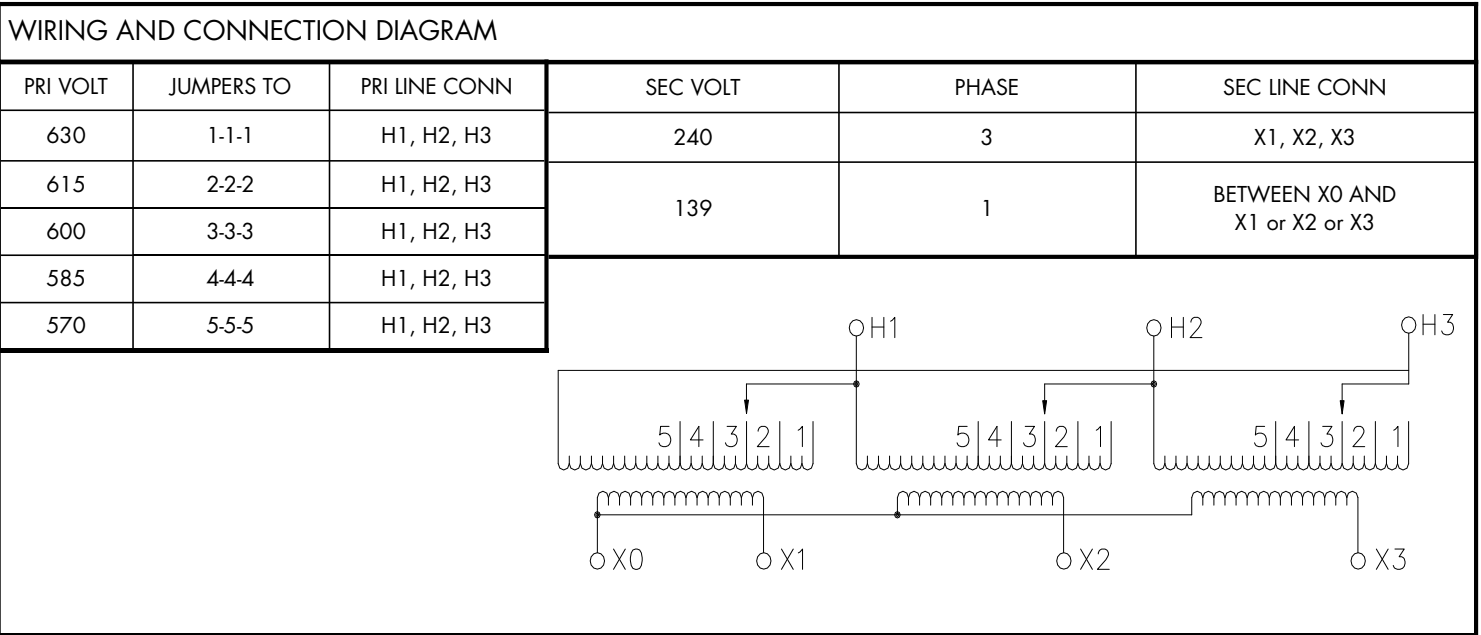 WIRING AND CONNECTION DIAGRAM
PRI VOLT JUMPERS TO PRI LINE CONN
630 1-1-1 H1, H2, H3
615 2-2-2 H1, H2, H3
600 3-3-3 H1, H2, H3
585 4-4-4 H1, H2, H3
570 5-5-5 H1, H2, H3
SEC VOLT PHASE SEC LINE CONN
240 3 X1, X2, X3
139 1 BETWEEN X0 AND
X1 or X2 or X3
H1 H2 H3
5 4 3 2 1 5 4 3 2 1 5 4 3 2 1
X0 X1 X2 X3